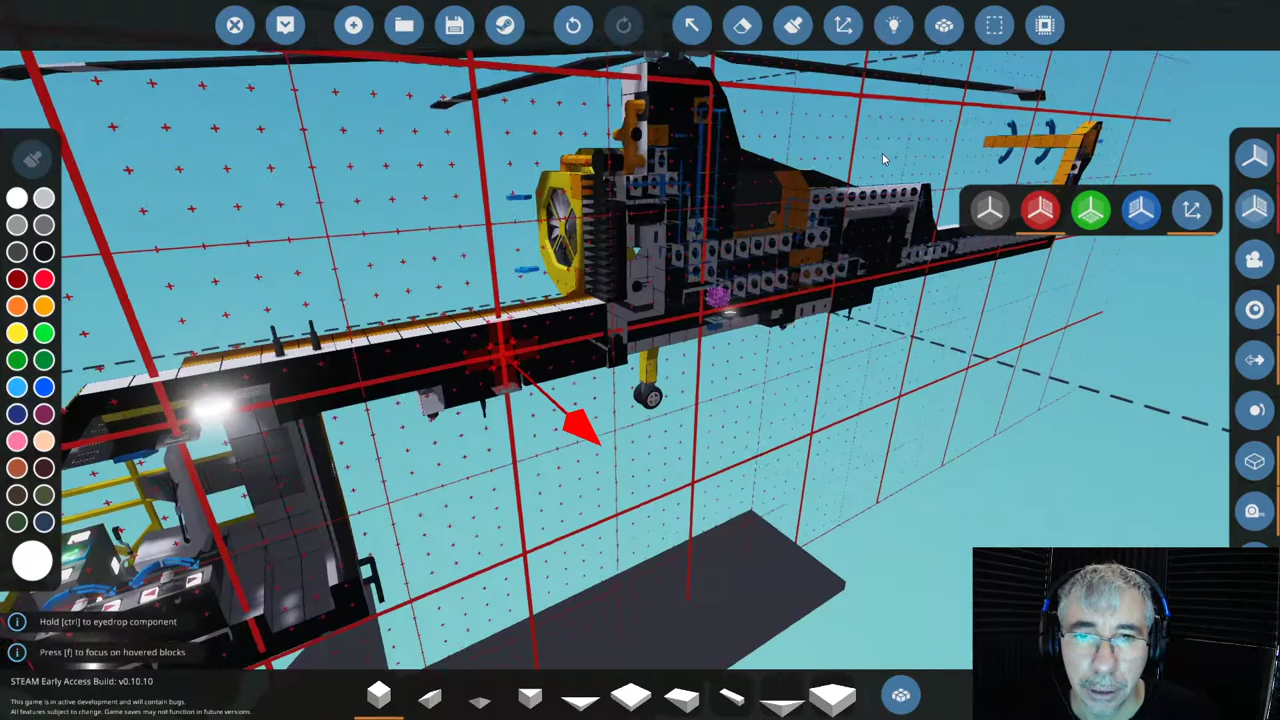 Hold [ctrl] to eyedrop component
Press [f] to focus on hovered blocks
STEAM Early Access Build: v0.10.10
This game is in active development and will contain bugs.
All features subject to change. Game saves may not function in future versions.